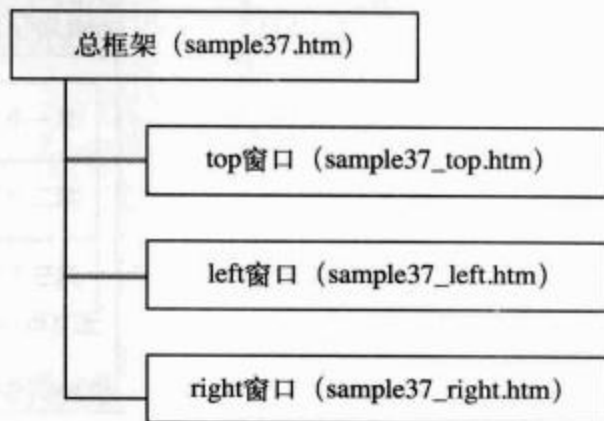 总框架（sample37.htm）
top窗口（sample37_top.htm）
left窗口（sample37_left.htm）
right窗口（sample37_right.htm）